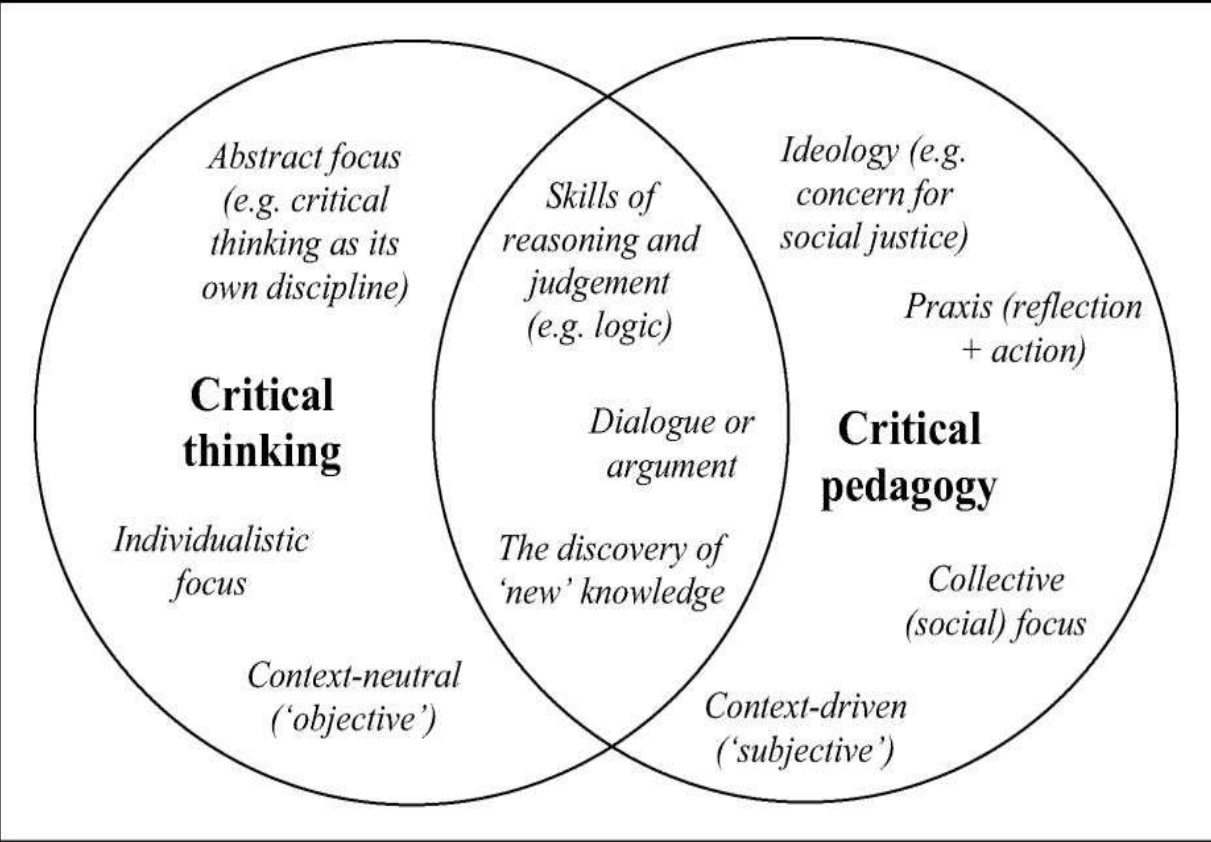 Abstract focus
(e.g. critical
thinking as its
own discipline)
Critical
thinking
Individualistic
focus
Context-neutral
(‘objective’)
Skills of
reasoning and
judgement
(e.g. logic)
Dialogue or
argument
The discovery of
‘new’ knowledge
Ideology (e.g.
concern for
social justice)
Praxis (reflection
+ action)
Critical
pedagogy
Collective
(social) focus
Context-driven
(‘subjective’)